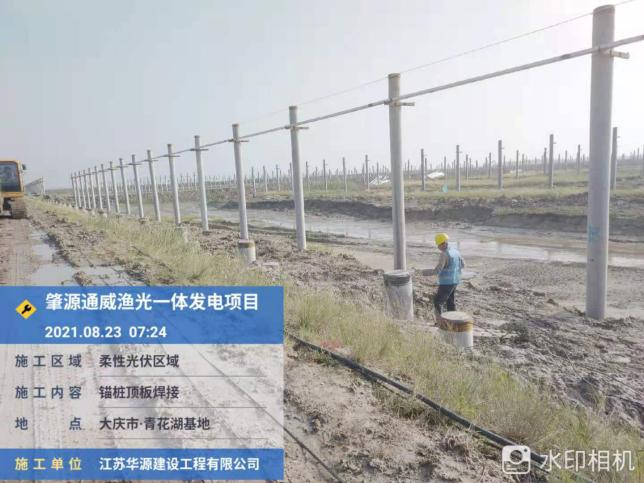 肇源通威渔光一体发电项目
2021.08.23 07:24
施工区域 柔性光伏区域
施工内容 锚桩顶板焊接
地 点 大庆市·青花湖基地
施工单位 江苏华源建设工程有限公司
水印相机